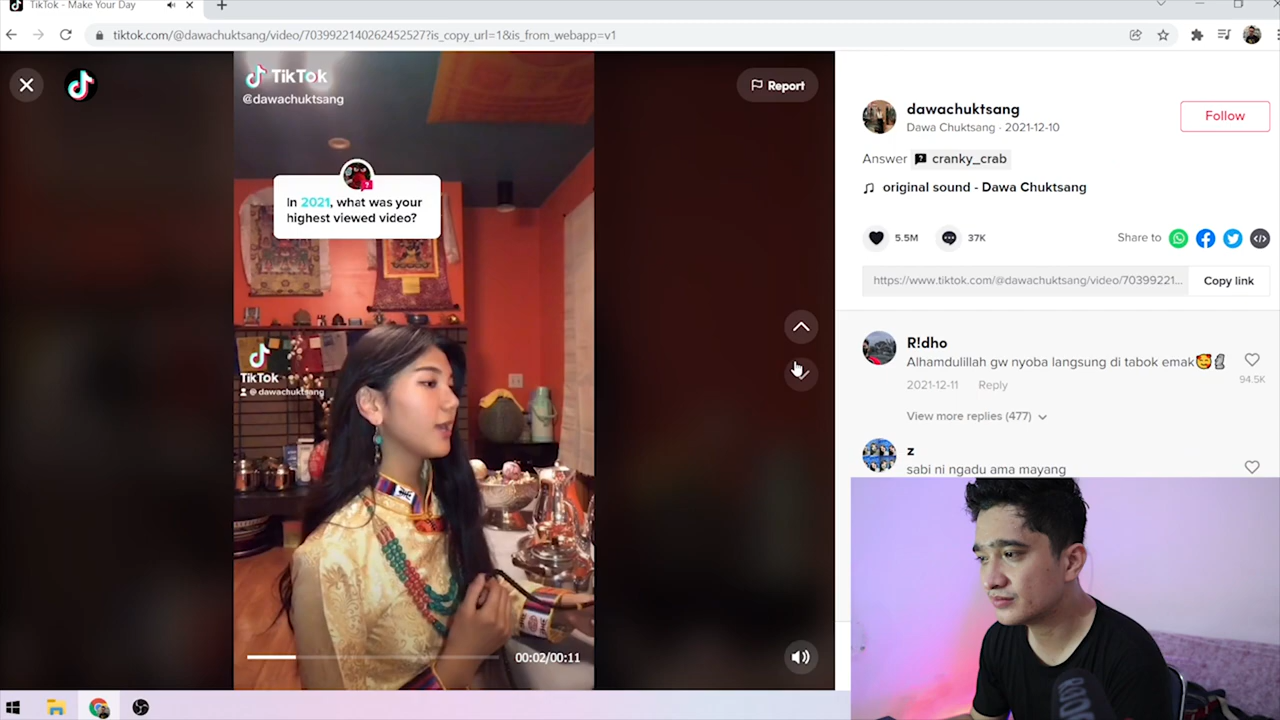 TikTok - Make Your Day
tiktok.com/@dawachuktsang/video/7039922140262452527?is_copy_url=1&is_from_webapp=v1
TikTok
@dawachuktsang
Report
In 2021, what was your
highest viewed video?
TikTok
@dawachuktsang
00:02/00:11
dawachuktsang
Dawa Chuktsang · 2021-12-10
Follow
Answer cranky_crab
original sound - Dawa Chuktsang
5.5M
37K
Share to
https://www.tiktok.com/@dawachuktsang/video/70399221...
Copy link
R!dho
Alhamdulillah gw nyoba langsung di tabok emak🥰
94.5K
2021-12-11 Reply
View more replies (477)
z
sabi ni ngadu ama mayang